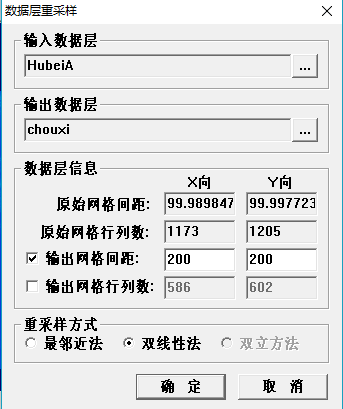 数据层重采样
输入数据层
HubeiA
...
输出数据层
chouxi
...
数据层信息
X向 Y向
原始网格间距: 99.989847 99.997723
原始网格行列数: 1173 1205
输出网格间距: 200 200
输出网格行列数: 586 602
重采样方式
最邻近法 双线性法 双立方法
确 定 取 消